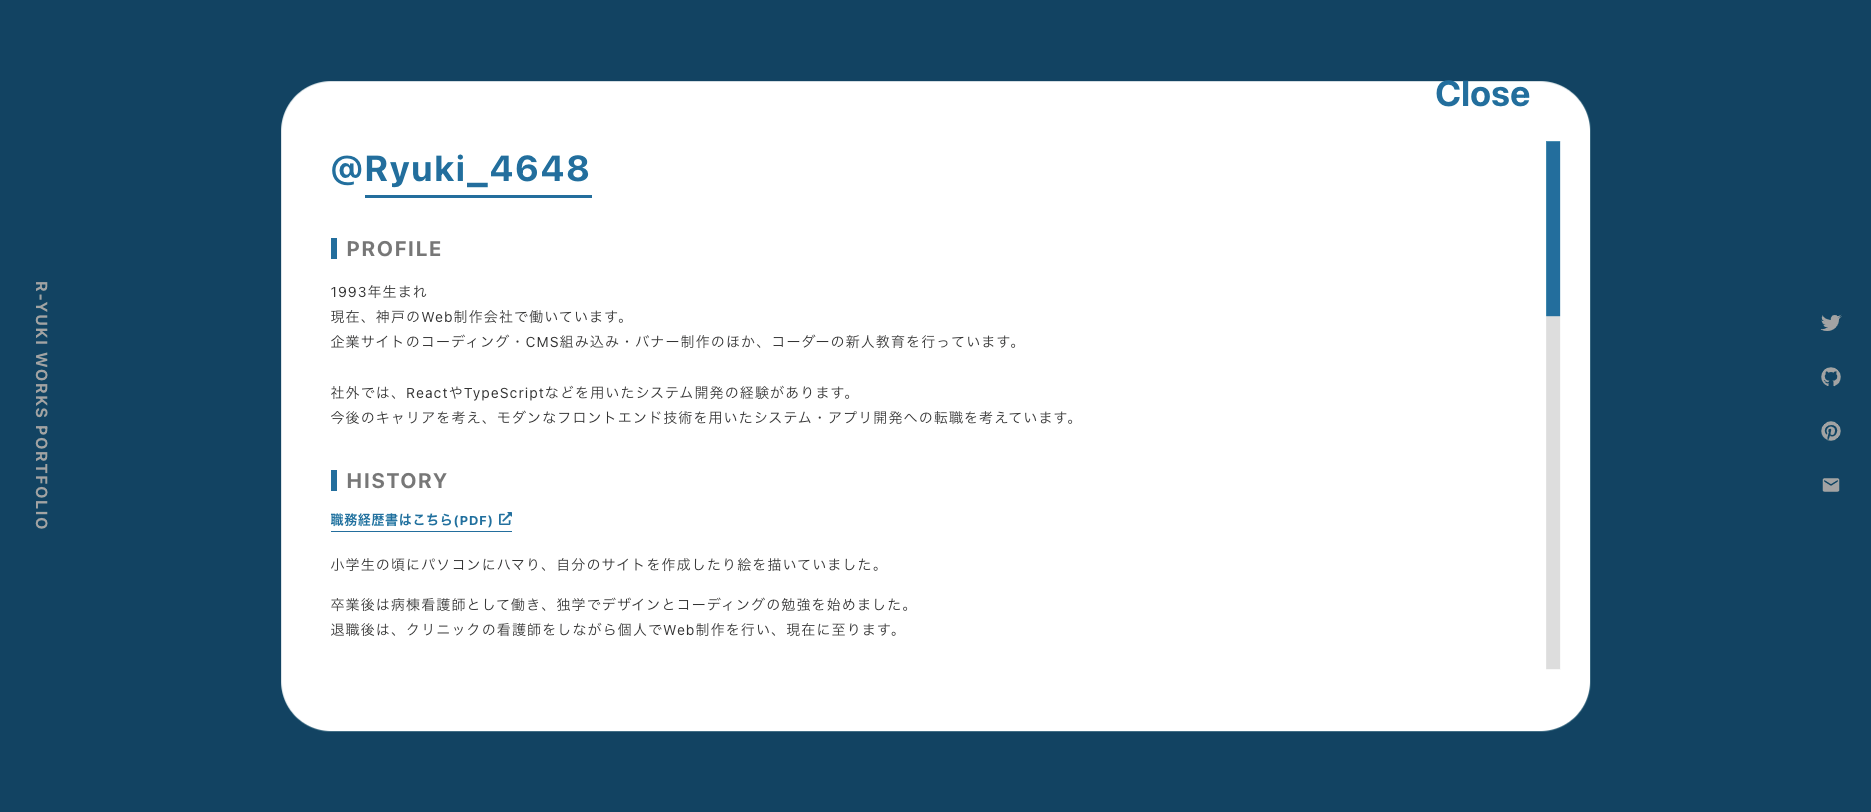 R-YUKI WORKS PORTFOLIO
Close
@Ryuki_4648
PROFILE
1993年生まれ
現在、神戸のWeb制作会社で働いています。
企業サイトのコーディング・CMS組み込み・バナー制作のほか、コーダーの新人教育を行っています。
社外では、ReactやTypeScriptなどを用いたシステム開発の経験があります。
今後のキャリアを考え、モダンなフロントエンド技術を用いたシステム・アプリ開発への転職を考えています。
HISTORY
職務経歴書はこちら(PDF)
小学生の頃にパソコンにハマり、自分のサイトを作成したり絵を描いていました。
卒業後は病棟看護師として働き、独学でデザインとコーディングの勉強を始めました。
退職後は、クリニックの看護師をしながら個人でWeb制作を行い、現在に至ります。